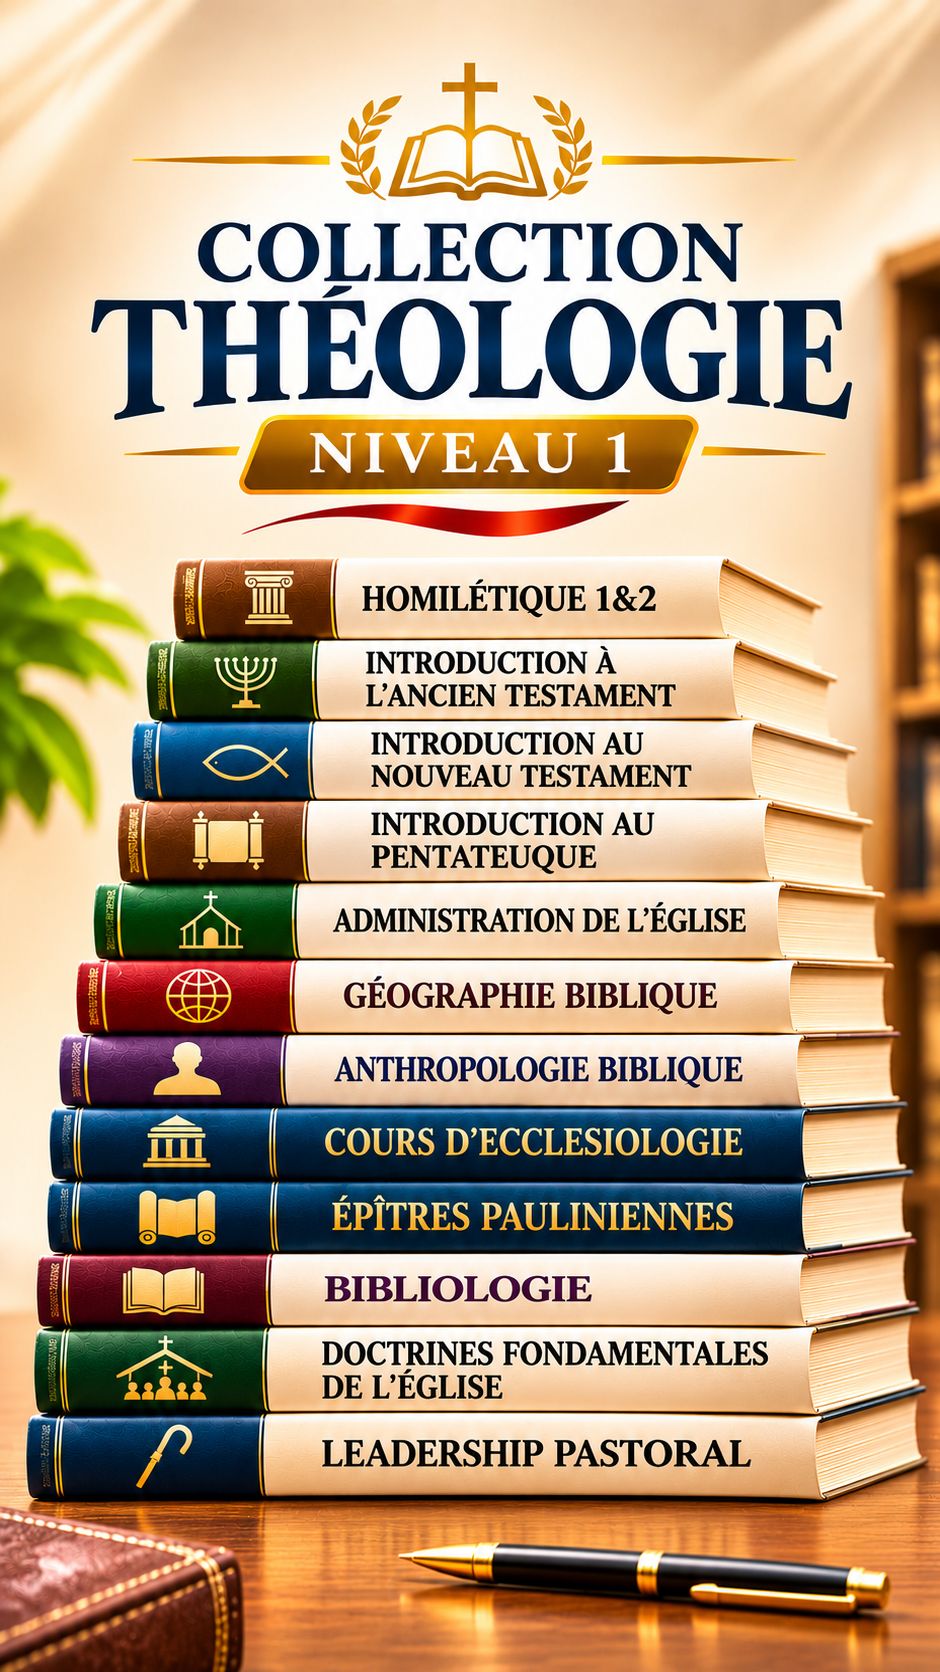 COLLECTION
THÉOLOGIE
NIVEAU 1
HOMILÉTIQUE 1&2
INTRODUCTION À
L'ANCIEN TESTAMENT
INTRODUCTION AU
NOUVEAU TESTAMENT
INTRODUCTION AU
PENTATEUQUE
ADMINISTRATION DE L'ÉGLISE
GÉOGRAPHIE BIBLIQUE
ANTHROPOLOGIE BIBLIQUE
COURS D'ECCLESIOLOGIE
ÉPÎTRES PAULINIENNES
BIBLIOLOGIE
DOCTRINES FONDAMENTALES
DE L'ÉGLISE
LEADERSHIP PASTORAL